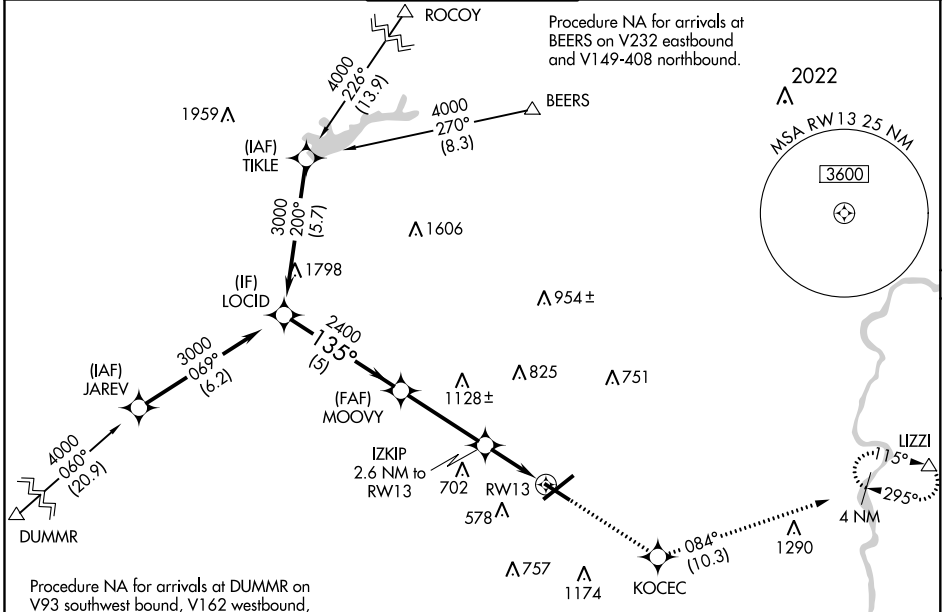 ROCOY
Procedure NA for arrivals at
BEERS on V232 eastbound
and V149-408 northbound.
4000
226°
(13.9)
2022
1959
BEERS
4000
270°
(8.3)
MSA RW13 25 NM
3600
(IAF)
TIKLE
3000
200°
(5.7)
1606
1798
(IF)
LOCID
954 ±
2400
135°
(5)
3000
069°
(6.2)
(IAF)
JAREV
825
751
1128 ±
(FAF)
MOOVY
4000
060°
(20.9)
IZKIP
2.6 NM to
RW13
702
RW13
578
LIZZI
115°
295°
4 NM
DUMMR
084°
(10.3)
1290
KOCEC
757
1174
Procedure NA for arrivals at DUMMR on
V93 southwest bound, V162 westbound,